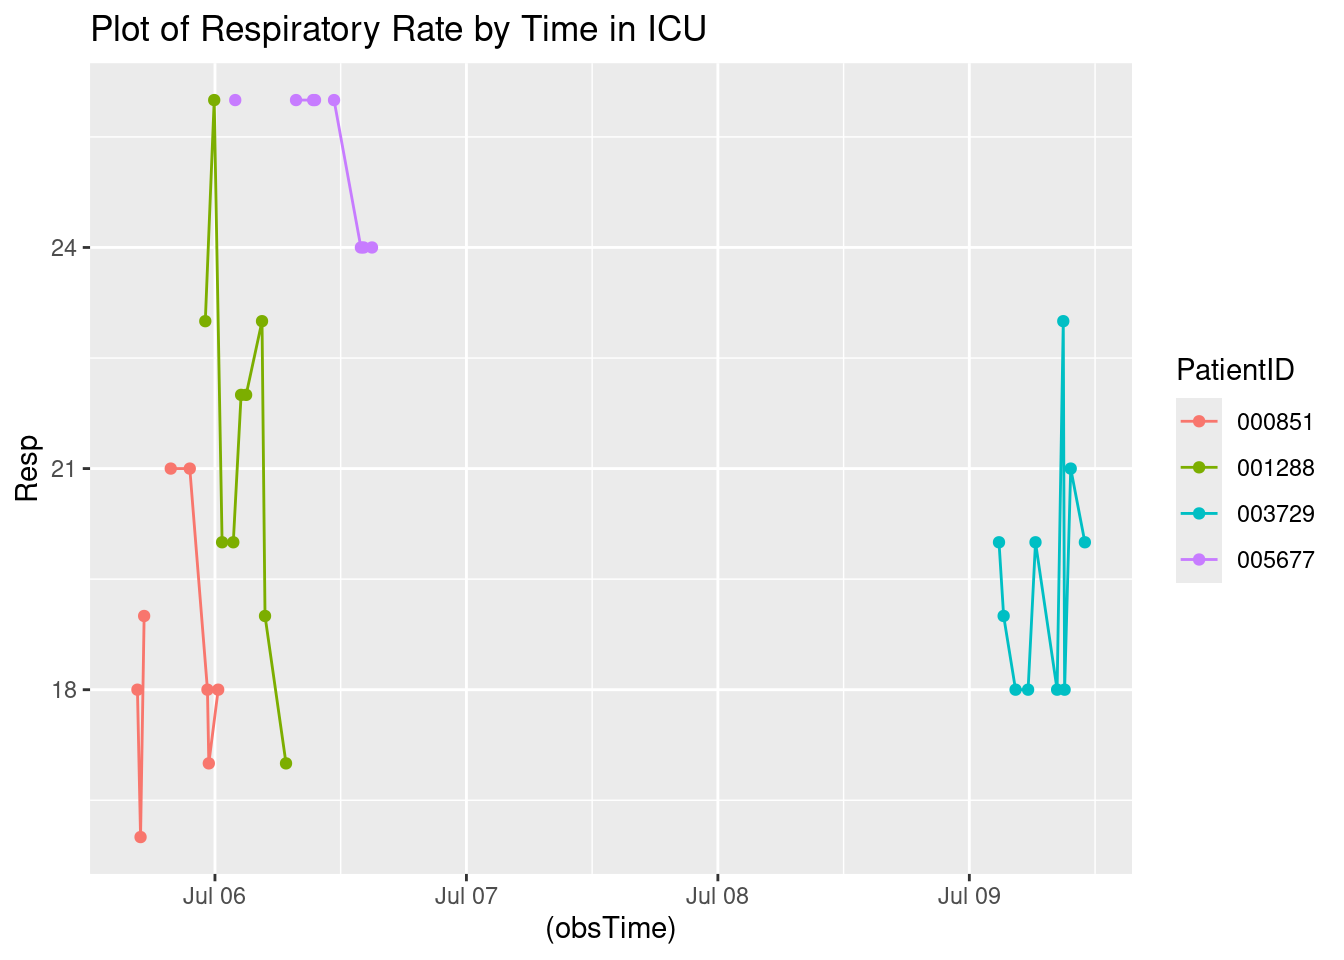 Plot of Respiratory Rate by Time in ICU
Resp
24
21
18
Jul 06
Jul 07
Jul 08
Jul 09
(obsTime)
PatientID
000851
001288
003729
005677